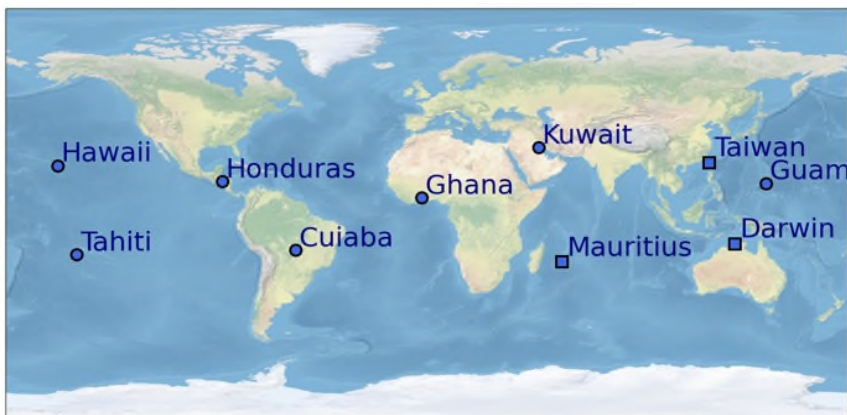 Kuwait
Taiwan
Hawaii
Honduras
Guam
Ghana
Darwin
Tahiti
Cuiaba
Mauritius